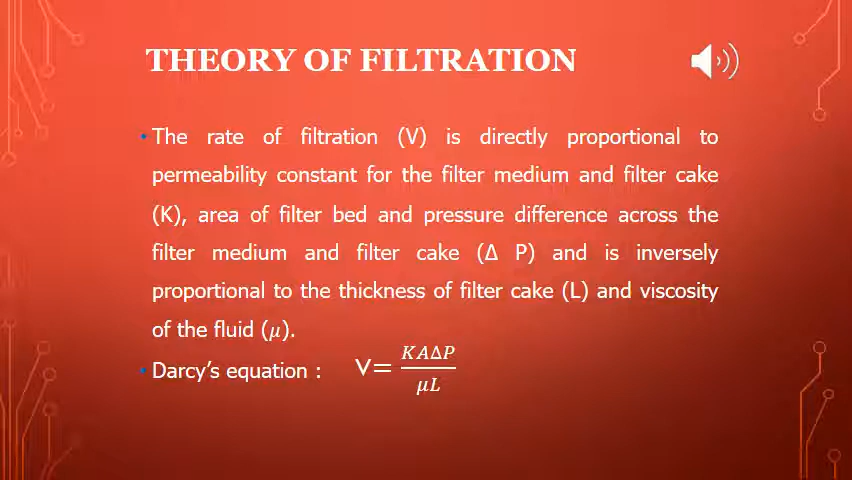 THEORY OF FILTRATION
• The rate of filtration (V) is directly proportional to
permeability constant for the filter medium and filter cake
(K), area of filter bed and pressure difference across the
filter medium and filter cake (Δ P) and is inversely
proportional to the thickness of filter cake (L) and viscosity
of the fluid (μ).
• Darcy’s equation : V= KAΔP / μL